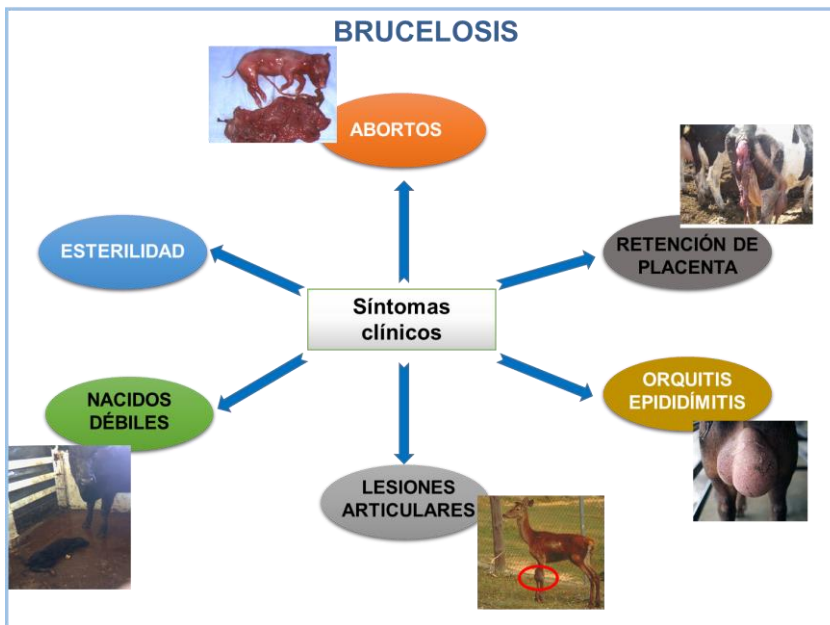 BRUCELOSIS
ABORTOS
ESTERILIDAD
RETENCIÓN DE
PLACENTA
Síntomas
clínicos
NACIDOS
DÉBILES
ORQUITIS
EPIDIDÍMITIS
LESIONES
ARTICULARES